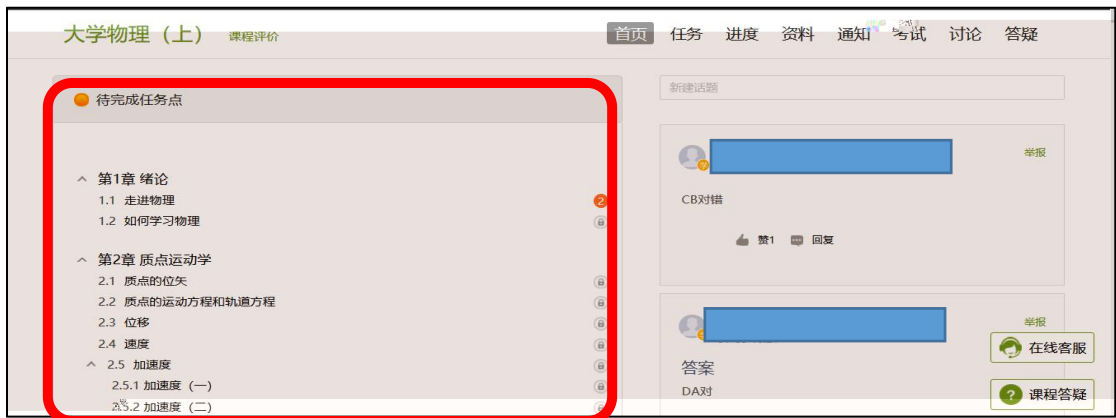 大学物理（上） 课程评价 首页 任务 进度 资料 通知 考试 讨论 答疑
待完成任务点
第1章 绪论
1.1 走进物理 2
1.2 如何学习物理
第2章 质点运动学
2.1 质点的位矢
2.2 质点的运动方程和轨道方程
2.3 位移
2.4 速度
2.5 加速度
2.5.1 加速度（一）
2.5.2 加速度（二）
新建话题
举报
CB对错
赞1 回复
举报
答案
DA对
在线客服
? 课程答疑